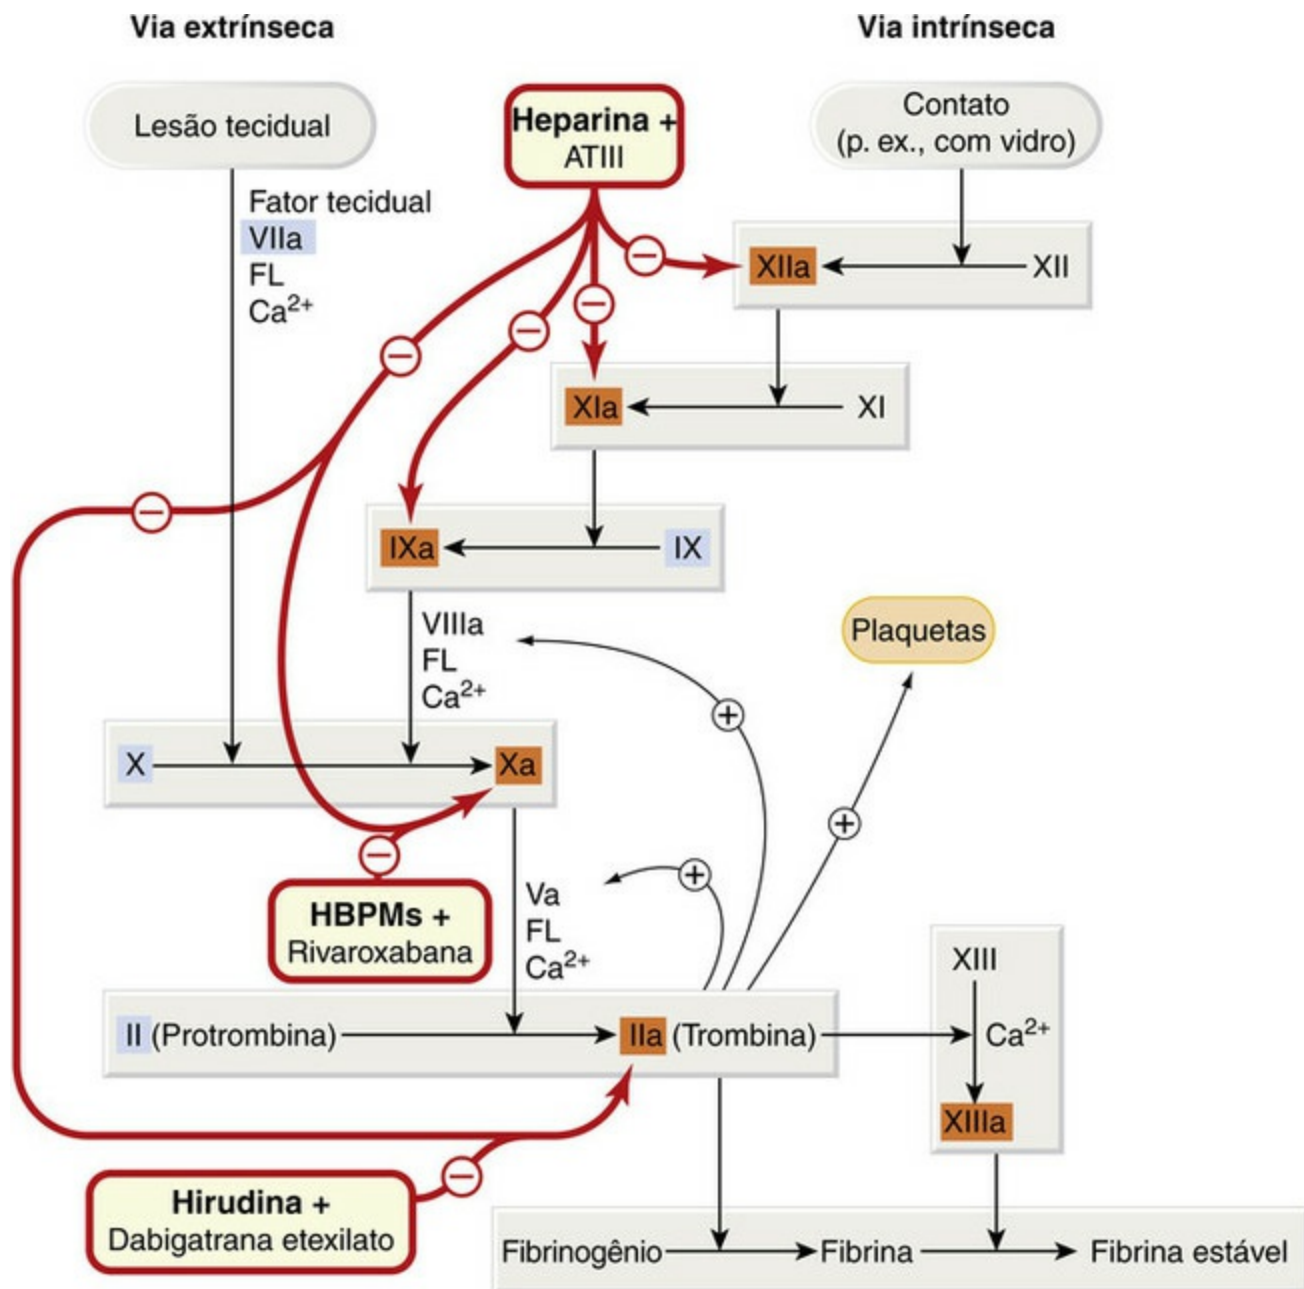 Via extrínseca
Via intrínseca
Lesão tecidual
Heparina +
ATIII
Contato
(p. ex., com vidro)
Fator tecidual
VIIa
FL
Ca²⁺
XIIa
XII
XIa
XI
IXa
IX
VIIIa
FL
Ca²⁺
Plaquetas
X
Xa
HBPMs +
Rivaroxabana
Va
FL
Ca²⁺
II (Protrombina)
IIa (Trombina)
XIII
Ca²⁺
XIIIa
Hirudina +
Dabigatrana etexilato
Fibrinogênio
Fibrina
Fibrina estável